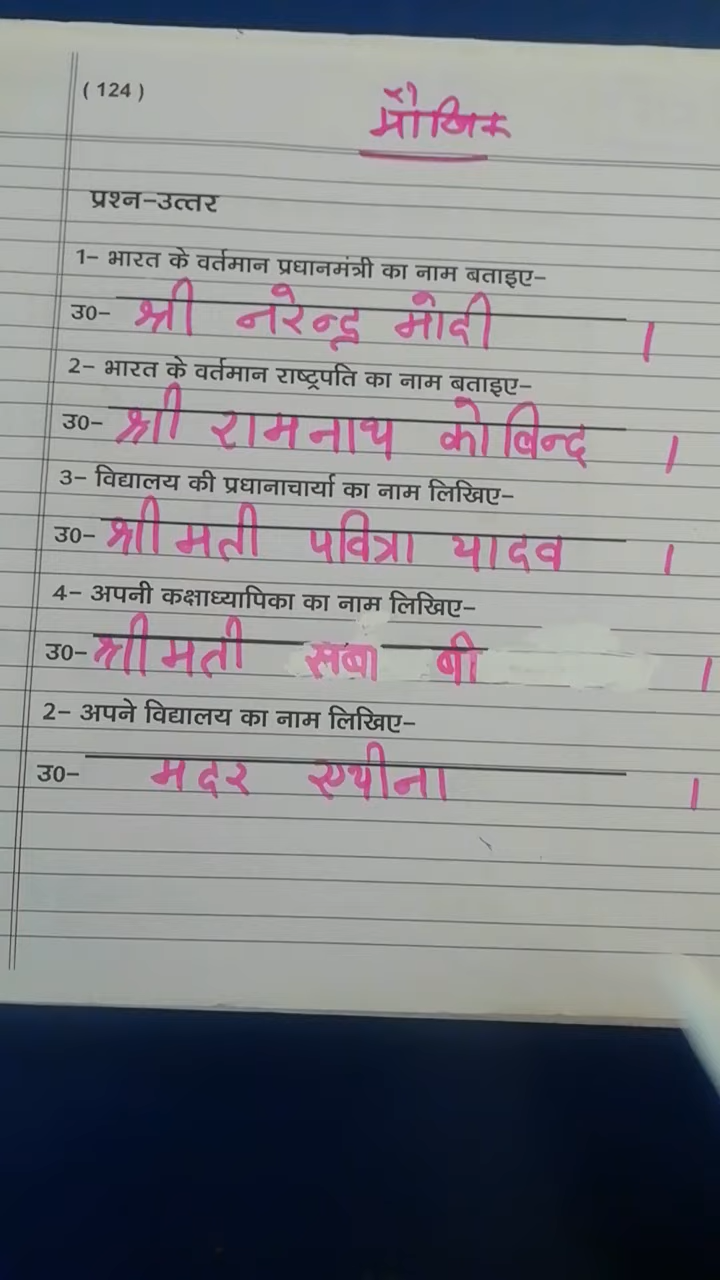 ( 124 )
मौखिक
प्रश्न-उत्तर
1- भारत के वर्तमान प्रधानमंत्री का नाम बताइए-
उ0- श्री नरेन्द्र मोदी ।
2- भारत के वर्तमान राष्ट्रपति का नाम बताइए-
उ0- श्री रामनाथ कोबिन्द ।
3- विद्यालय की प्रधानाचार्या का नाम लिखिए-
उ0- श्रीमती पवित्रा यादव ।
4- अपनी कक्षाध्यापिका का नाम लिखिए-
उ0- श्रीमती सबा बी ।
2- अपने विद्यालय का नाम लिखिए-
उ0- मदर एथीना ।